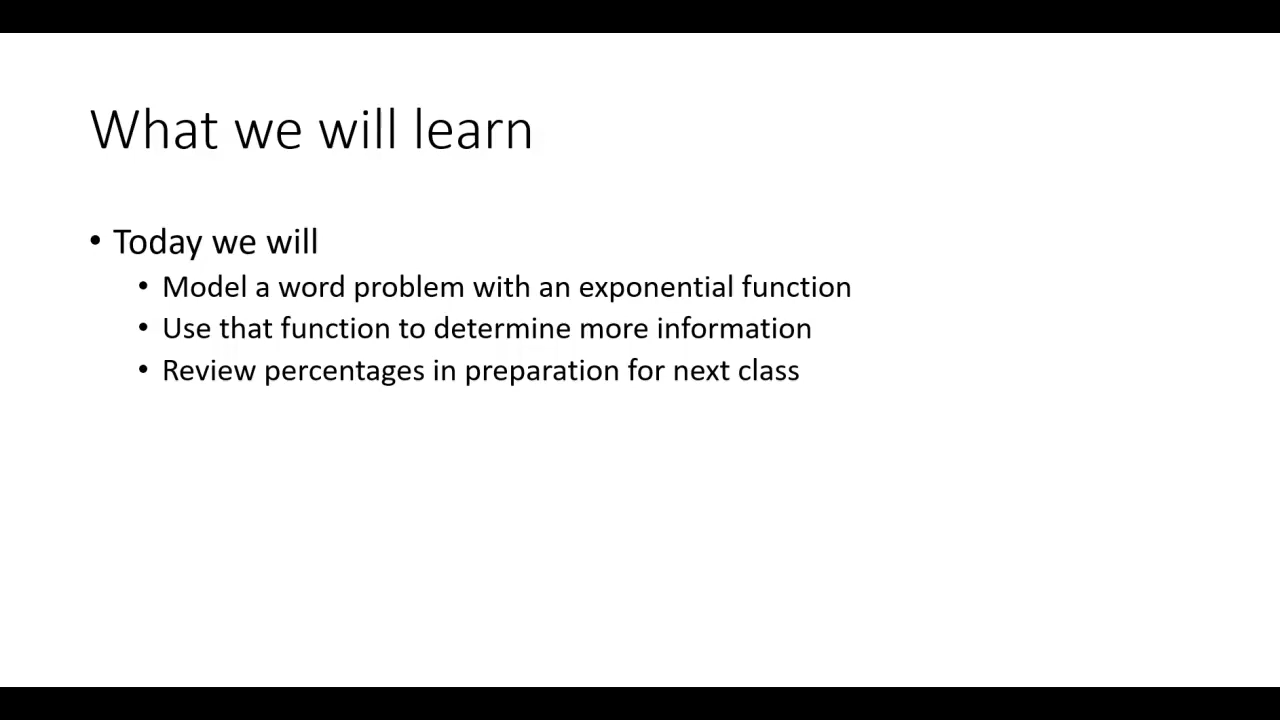 What we will learn
• Today we will
• Model a word problem with an exponential function
• Use that function to determine more information
• Review percentages in preparation for next class